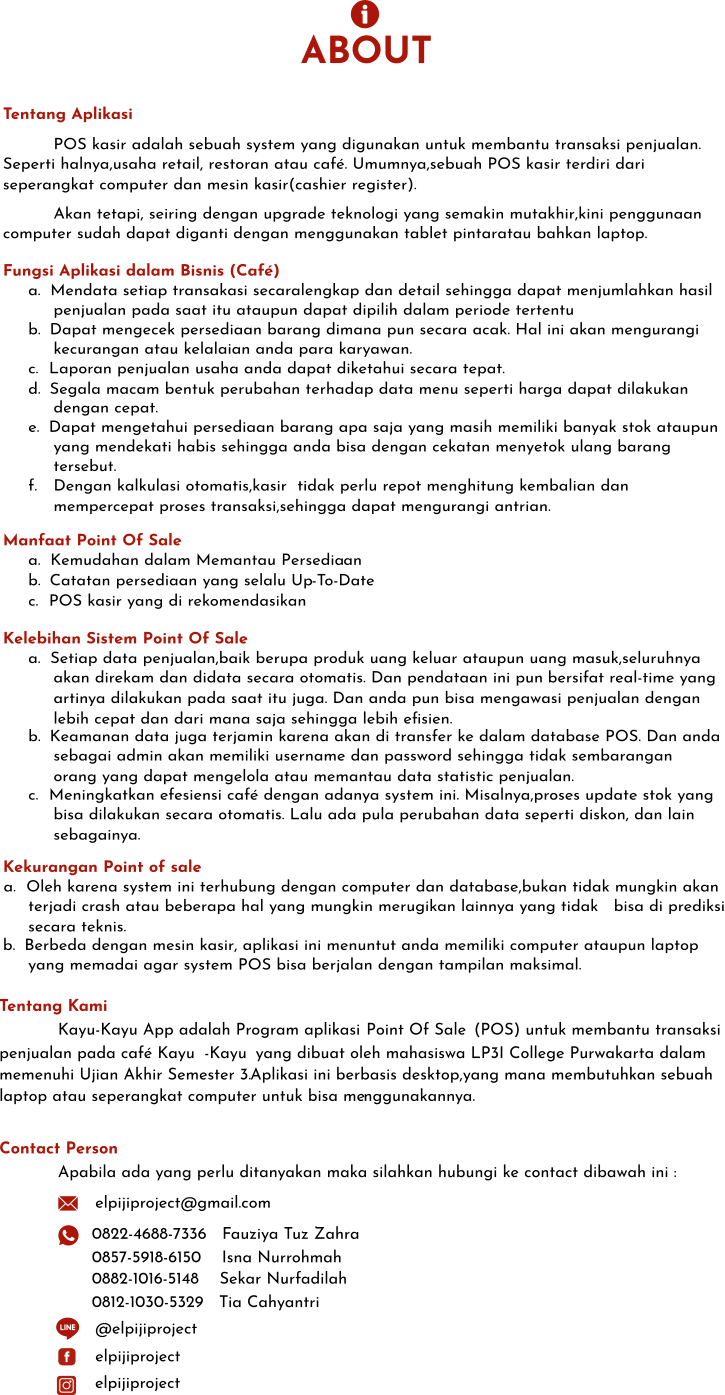 ABOUT
Tentang Aplikasi
POS kasir adalah sebuah system yang digunakan untuk membantu transaksi penjualan.
Seperti halnya,usaha retail, restoran atau café. Umumnya,sebuah POS kasir terdiri dari
seperangkat computer dan mesin kasir(cashier register).
Akan tetapi, seiring dengan upgrade teknologi yang semakin mutakhir,kini penggunaan
computer sudah dapat diganti dengan menggunakan tablet pintaratau bahkan laptop.
Fungsi Aplikasi dalam Bisnis (Café)
a. Mendata setiap transakasi secaralengkap dan detail sehingga dapat menjumlahkan hasil
penjualan pada saat itu ataupun dapat dipilih dalam periode tertentu
b. Dapat mengecek persediaan barang dimana pun secara acak. Hal ini akan mengurangi
kecurangan atau kelalaian anda para karyawan.
c. Laporan penjualan usaha anda dapat diketahui secara tepat.
d. Segala macam bentuk perubahan terhadap data menu seperti harga dapat dilakukan
dengan cepat.
e. Dapat mengetahui persediaan barang apa saja yang masih memiliki banyak stok ataupun
yang mendekati habis sehingga anda bisa dengan cekatan menyetok ulang barang
tersebut.
f. Dengan kalkulasi otomatis,kasir tidak perlu repot menghitung kembalian dan
mempercepat proses transaksi,sehingga dapat mengurangi antrian.
Manfaat Point Of Sale
a. Kemudahan dalam Memantau Persediaan
b. Catatan persediaan yang selalu Up-To-Date
c. POS kasir yang di rekomendasikan
Kelebihan Sistem Point Of Sale
a. Setiap data penjualan,baik berupa produk uang keluar ataupun uang masuk,seluruhnya
akan direkam dan didata secara otomatis. Dan pendataan ini pun bersifat real-time yang
artinya dilakukan pada saat itu juga. Dan anda pun bisa mengawasi penjualan dengan
lebih cepat dan dari mana saja sehingga lebih efisien.
b. Keamanan data juga terjamin karena akan di transfer ke dalam database POS. Dan anda
sebagai admin akan memiliki username dan password sehingga tidak sembarangan
orang yang dapat mengelola atau memantau data statistic penjualan.
c. Meningkatkan efesiensi café dengan adanya system ini. Misalnya,proses update stok yang
bisa dilakukan secara otomatis. Lalu ada pula perubahan data seperti diskon, dan lain
sebagainya.
Kekurangan Point of sale
a. Oleh karena system ini terhubung dengan computer dan database,bukan tidak mungkin akan
terjadi crash atau beberapa hal yang mungkin merugikan lainnya yang tidak bisa di prediksi
secara teknis.
b. Berbeda dengan mesin kasir, aplikasi ini menuntut anda memiliki computer ataupun laptop
yang memadai agar system POS bisa berjalan dengan tampilan maksimal.
Tentang Kami
Kayu-Kayu App adalah Program aplikasi Point Of Sale (POS) untuk membantu transaksi
penjualan pada café Kayu -Kayu yang dibuat oleh mahasiswa LP3I College Purwakarta dalam
memenuhi Ujian Akhir Semester 3.Aplikasi ini berbasis desktop,yang mana membutuhkan sebuah
laptop atau seperangkat computer untuk bisa menggunakannya.
Contact Person
Apabila ada yang perlu ditanyakan maka silahkan hubungi ke contact dibawah ini :
elpijiproject@gmail.com
0822-4688-7336 Fauziya Tuz Zahra
0857-5918-6150 Isna Nurrohmah
0882-1016-5148 Sekar Nurfadilah
0812-1030-5329 Tia Cahyantri
LINE @elpijiproject
elpijiproject
elpijiproject